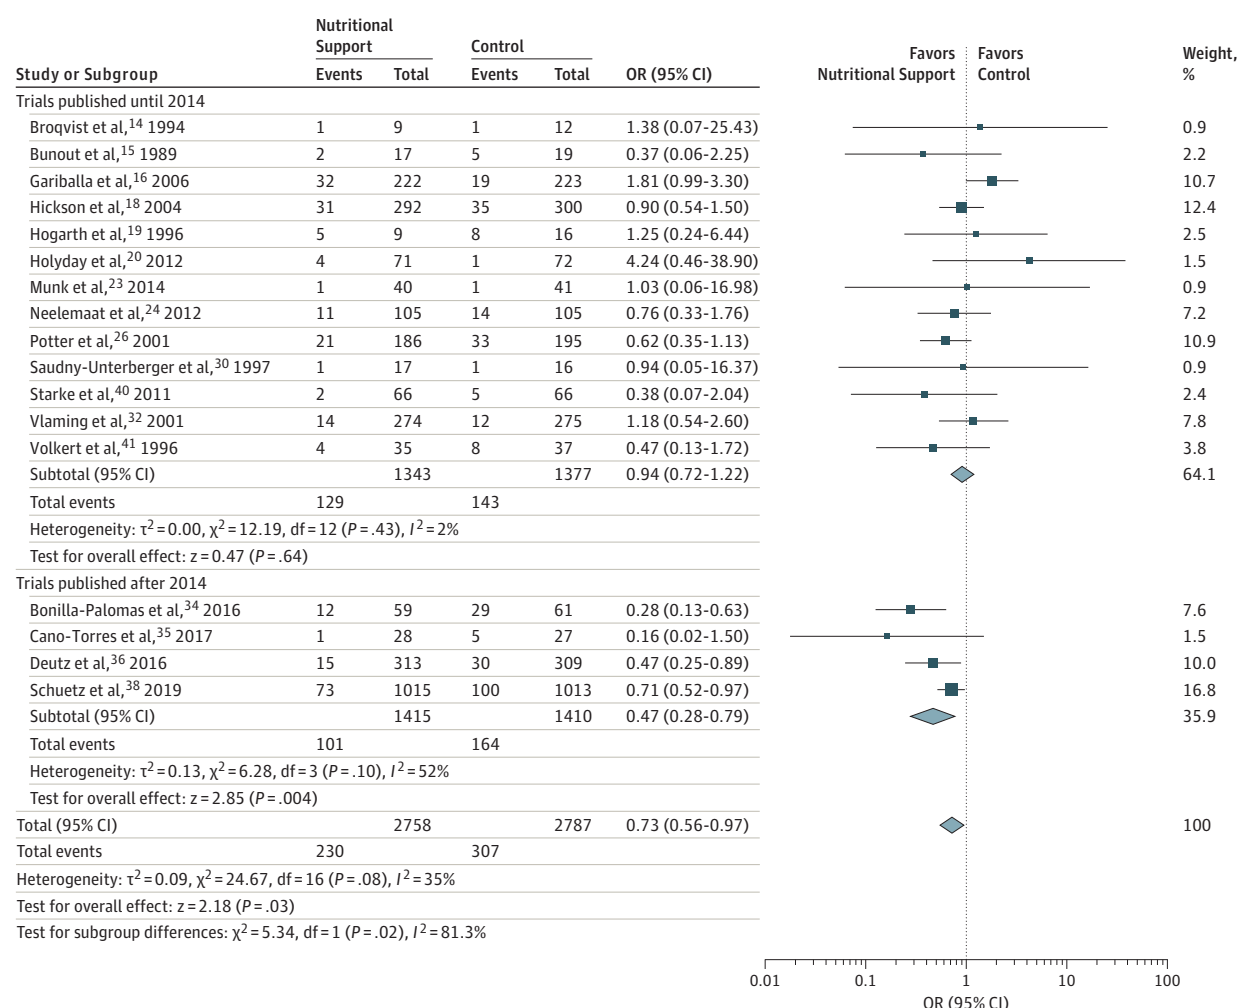 Nutritional
Support Control Favors Favors Weight,
Study or Subgroup Events Total Events Total OR (95% CI) Nutritional Support Control %
Trials published until 2014
Broqvist et al,14 1994 1 9 1 12 1.38 (0.07-25.43) 0.9
Bunout et al,15 1989 2 17 5 19 0.37 (0.06-2.25) 2.2
Gariballa et al,16 2006 32 222 19 223 1.81 (0.99-3.30) 10.7
Hickson et al,18 2004 31 292 35 300 0.90 (0.54-1.50) 12.4
Hogarth et al,19 1996 5 9 8 16 1.25 (0.24-6.44) 2.5
Holyday et al,20 2012 4 71 1 72 4.24 (0.46-38.90) 1.5
Munk et al,23 2014 1 40 1 41 1.03 (0.06-16.98) 0.9
Neelemaat et al,24 2012 11 105 14 105 0.76 (0.33-1.76) 7.2
Potter et al,26 2001 21 186 33 195 0.62 (0.35-1.13) 10.9
Saudny-Unterberger et al,30 1997 1 17 1 16 0.94 (0.05-16.37) 0.9
Starke et al,40 2011 2 66 5 66 0.38 (0.07-2.04) 2.4
Vlaming et al,32 2001 14 274 12 275 1.18 (0.54-2.60) 7.8
Volkert et al,41 1996 4 35 8 37 0.47 (0.13-1.72) 3.8
Subtotal (95% CI) 1343 1377 0.94 (0.72-1.22) 64.1
Total events 129 143
Heterogeneity: τ2=0.00, χ2=12.19, df=12 (P=.43), I2=2%
Test for overall effect: z=0.47 (P=.64)
Trials published after 2014
Bonilla-Palomas et al,34 2016 12 59 29 61 0.28 (0.13-0.63) 7.6
Cano-Torres et al,35 2017 1 28 5 27 0.16 (0.02-1.50) 1.5
Deutz et al,36 2016 15 313 30 309 0.47 (0.25-0.89) 10.0
Schuetz et al,38 2019 73 1015 100 1013 0.71 (0.52-0.97) 16.8
Subtotal (95% CI) 1415 1410 0.47 (0.28-0.79) 35.9
Total events 101 164
Heterogeneity: τ2=0.13, χ2=6.28, df=3 (P=.10), I2=52%
Test for overall effect: z=2.85 (P=.004)
Total (95% CI) 2758 2787 0.73 (0.56-0.97) 100
Total events 230 307
Heterogeneity: τ2=0.09, χ2=24.67, df=16 (P=.08), I2=35%
Test for overall effect: z=2.18 (P=.03)
Test for subgroup differences: χ2=5.34, df=1 (P=.02), I2=81.3%
0.01 0.1 1 10 100
OR (95% CI)